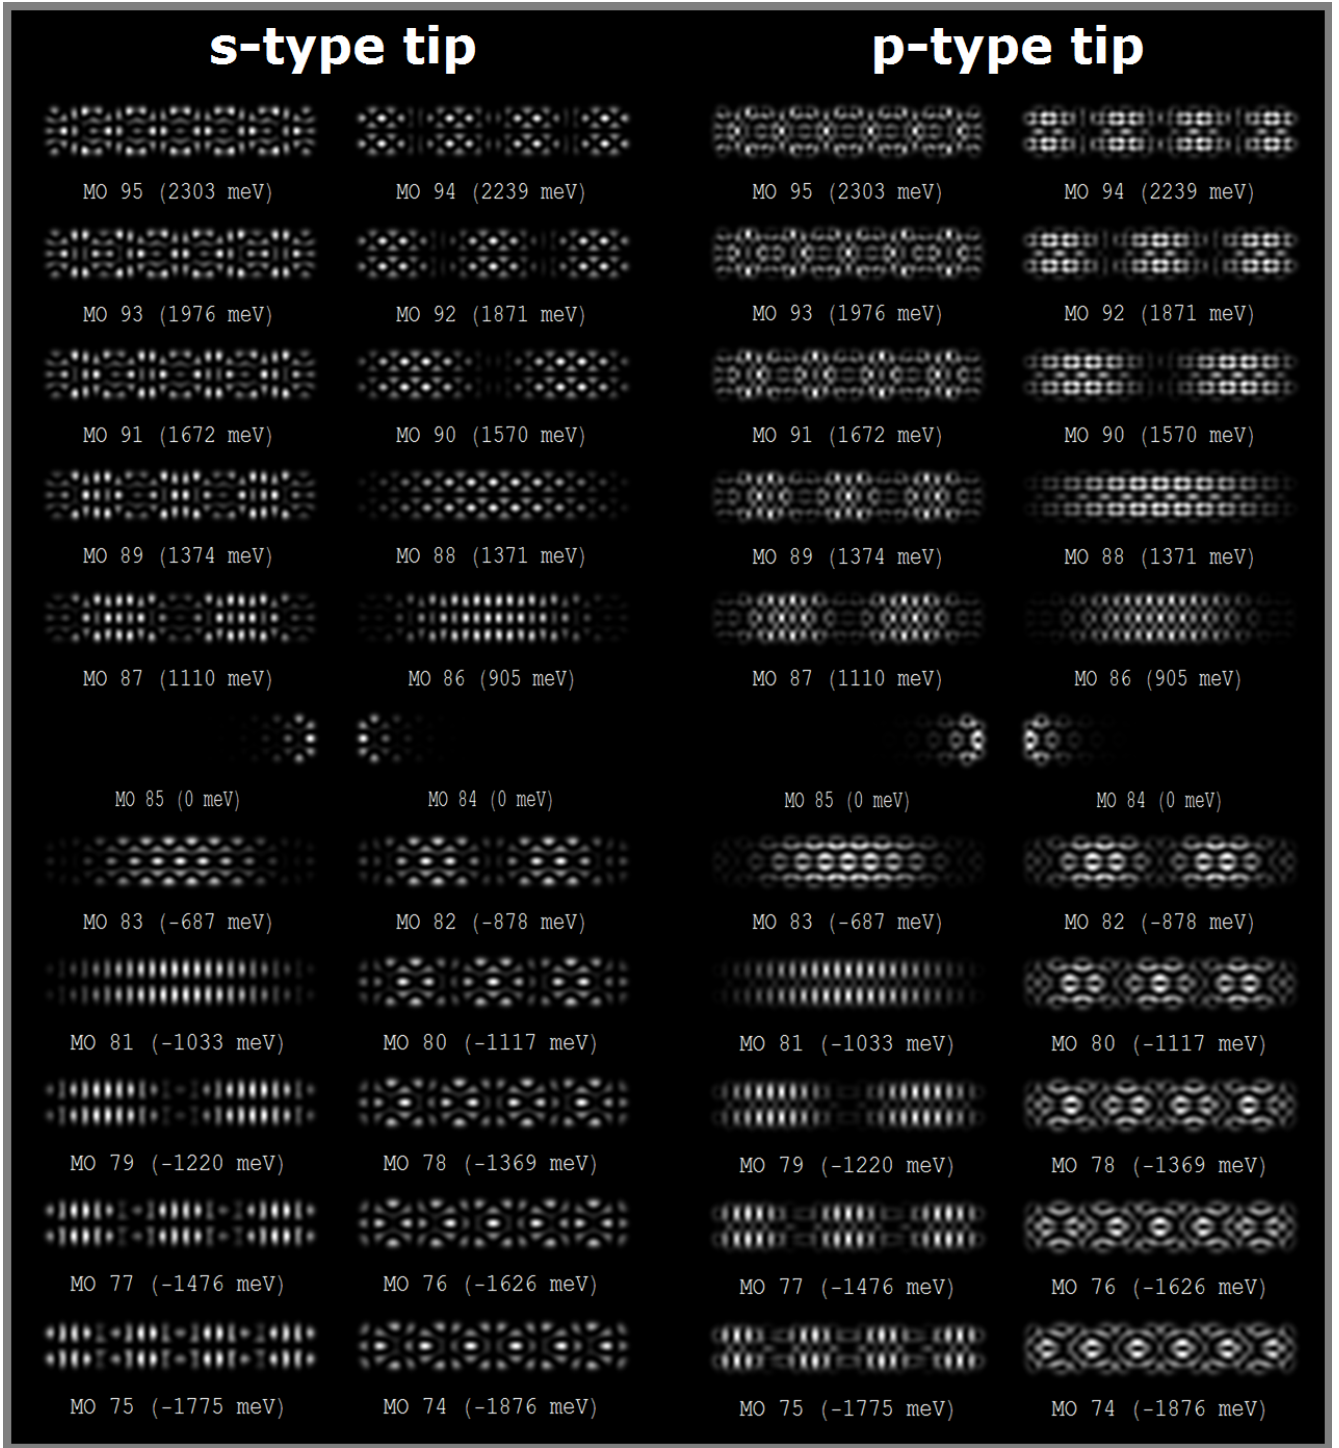 s-type tip p-type tip
MO 95 (2303 meV) MO 94 (2239 meV) MO 95 (2303 meV) MO 94 (2239 meV)
MO 93 (1976 meV) MO 92 (1871 meV) MO 93 (1976 meV) MO 92 (1871 meV)
MO 91 (1672 meV) MO 90 (1570 meV) MO 91 (1672 meV) MO 90 (1570 meV)
MO 89 (1374 meV) MO 88 (1371 meV) MO 89 (1374 meV) MO 88 (1371 meV)
MO 87 (1110 meV) MO 86 (905 meV) MO 87 (1110 meV) MO 86 (905 meV)
MO 85 (0 meV) MO 84 (0 meV) MO 85 (0 meV) MO 84 (0 meV)
MO 83 (-687 meV) MO 82 (-878 meV) MO 83 (-687 meV) MO 82 (-878 meV)
MO 81 (-1033 meV) MO 80 (-1117 meV) MO 81 (-1033 meV) MO 80 (-1117 meV)
MO 79 (-1220 meV) MO 78 (-1369 meV) MO 79 (-1220 meV) MO 78 (-1369 meV)
MO 77 (-1476 meV) MO 76 (-1626 meV) MO 77 (-1476 meV) MO 76 (-1626 meV)
MO 75 (-1775 meV) MO 74 (-1876 meV) MO 75 (-1775 meV) MO 74 (-1876 meV)